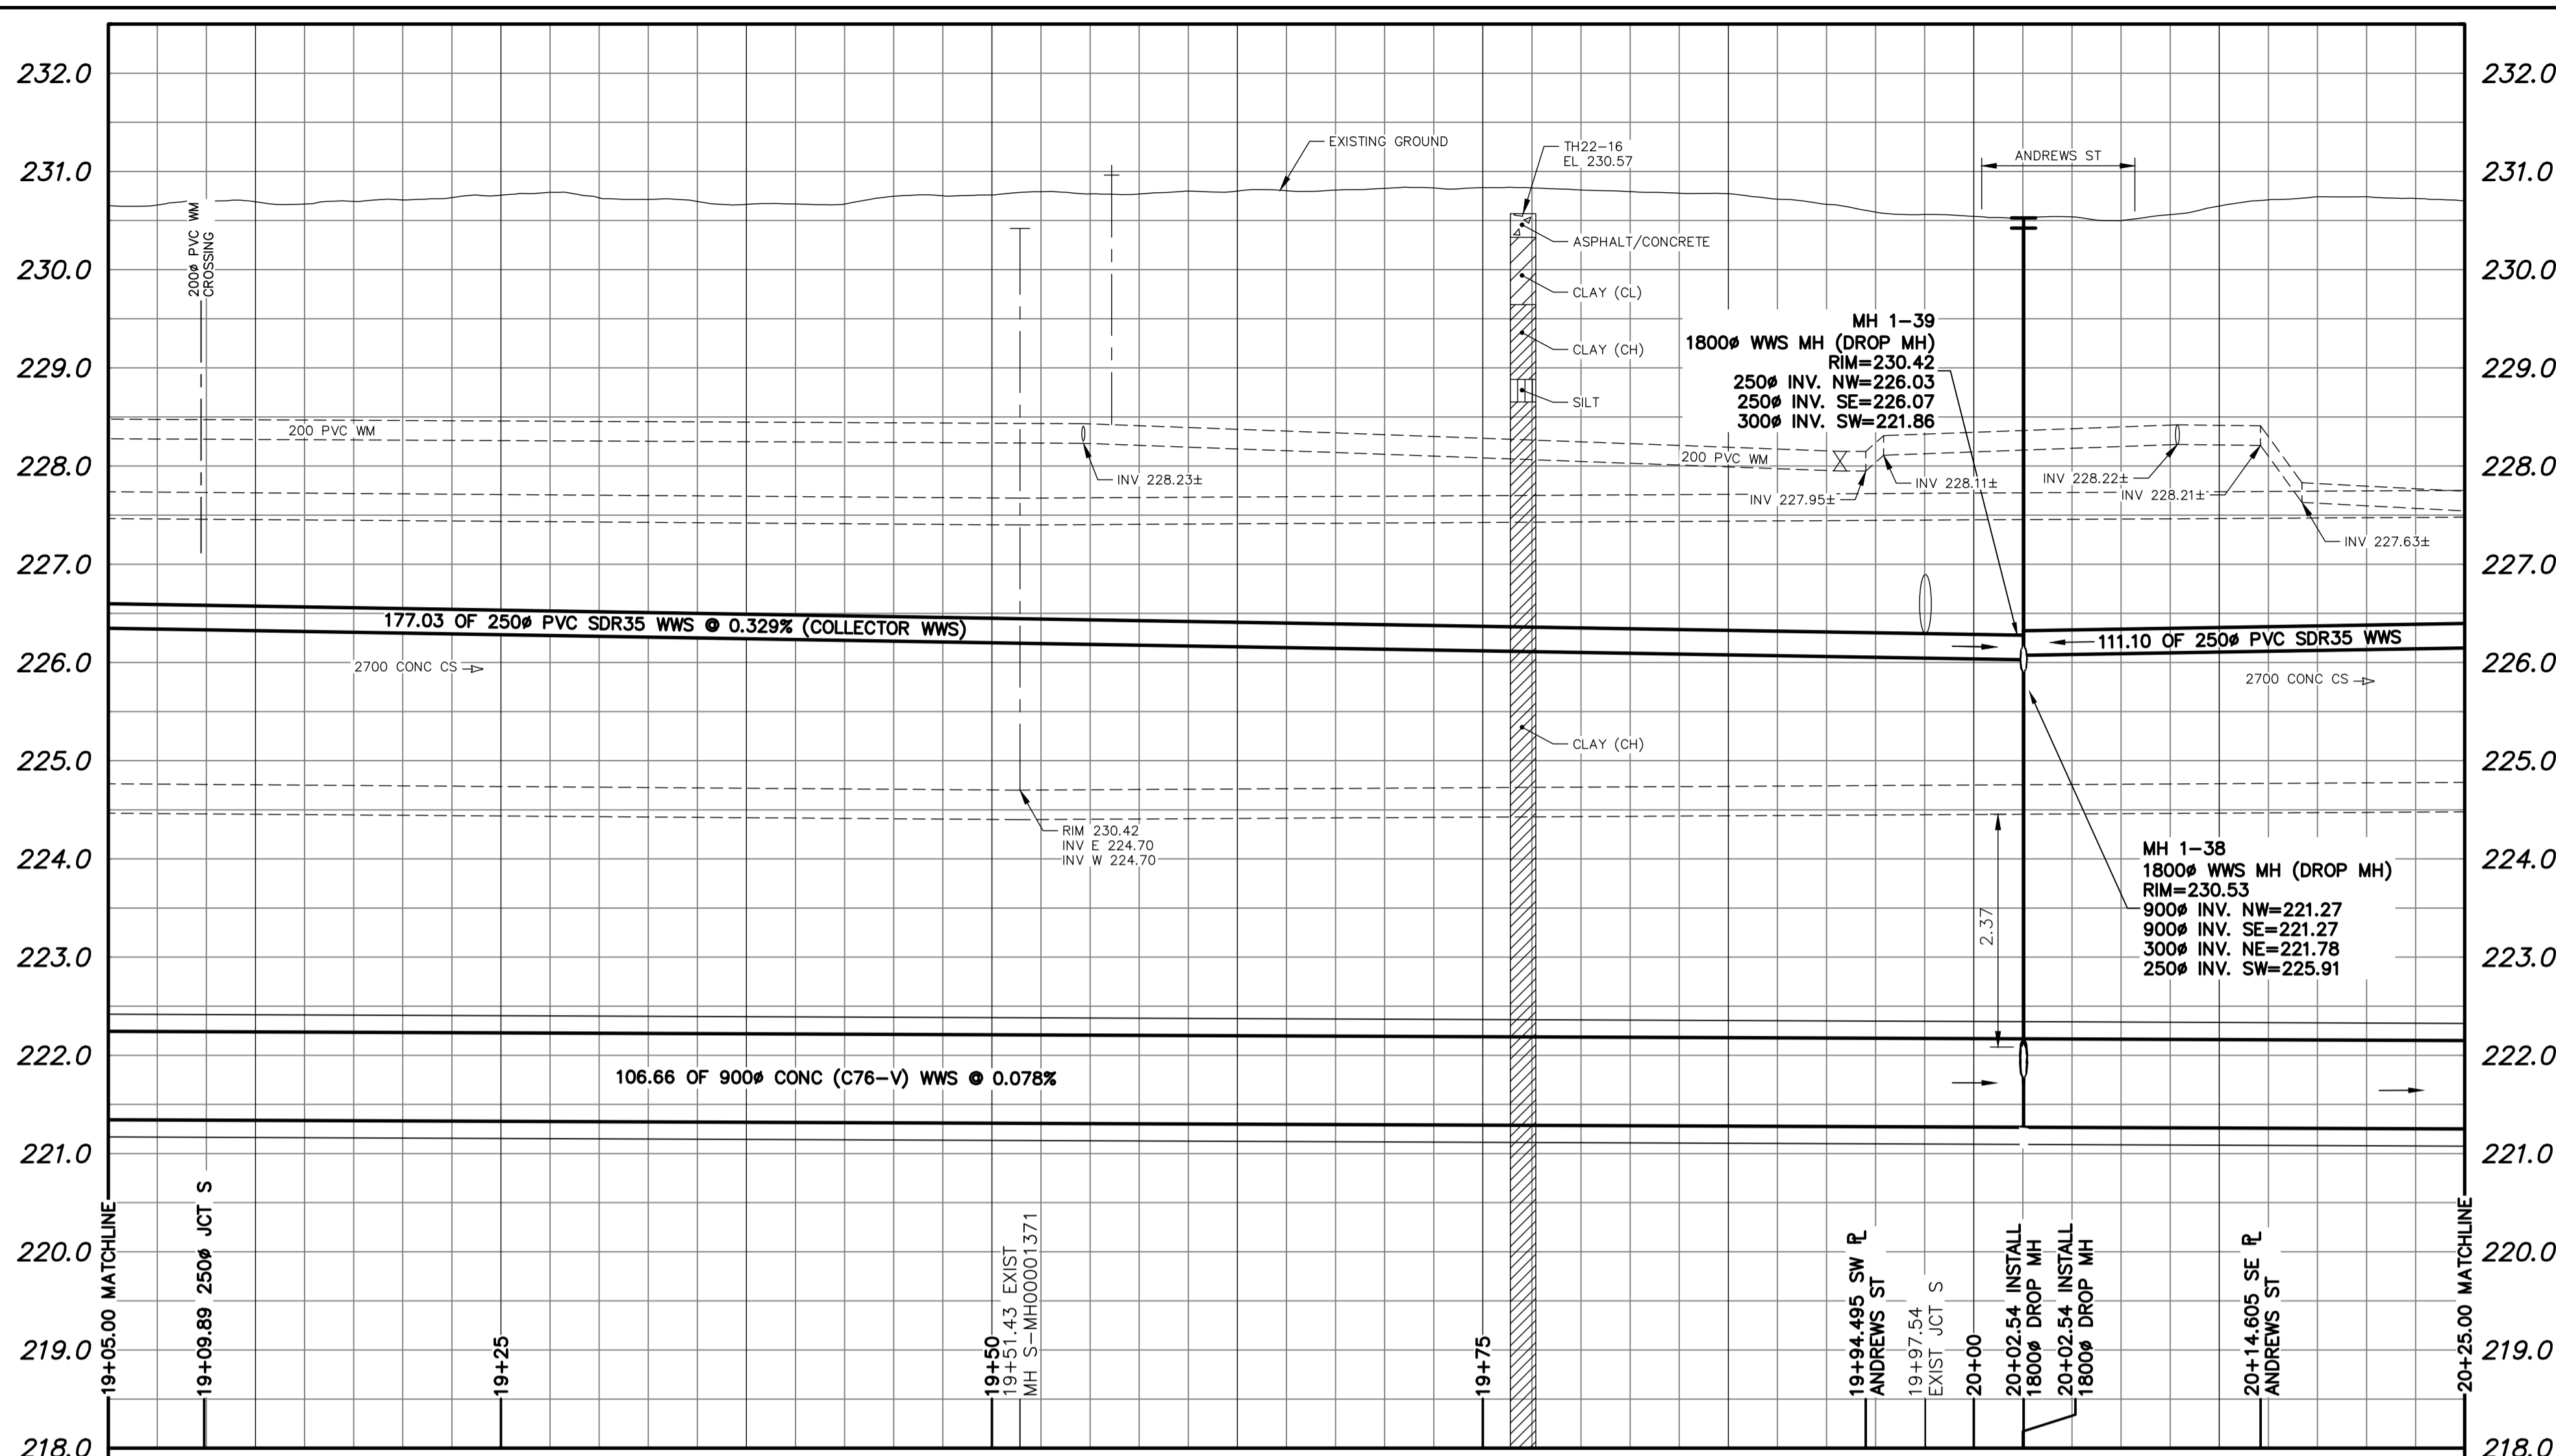 232.0
232.0
EXISTING GROUND
TH22-16
EL 230.57
ANDREWS ST
231.0
231.0
200ø PVC WM
CROSSING
ASPHALT/CONCRETE
230.0
230.0
CLAY (CL)
MH 1-39
1800ø WWS MH (DROP MH)
RIM=230.42
250ø INV. NW=226.03
250ø INV. SE=226.07
300ø INV. SW=221.86
CLAY (CH)
229.0
229.0
SILT
200 PVC WM
228.0
228.0
200 PVC WM
INV 228.23±
INV 227.95±
INV 228.11±
INV 228.22±
INV 228.21±
INV 227.63±
227.0
227.0
177.03 OF 250ø PVC SDR35 WWS @ 0.329% (COLLECTOR WWS)
111.10 OF 250ø PVC SDR35 WWS
226.0
226.0
2700 CONC CS
2700 CONC CS
CLAY (CH)
225.0
225.0
RIM 230.42
INV E 224.70
INV W 224.70
224.0
224.0
MH 1-38
1800ø WWS MH (DROP MH)
RIM=230.53
900ø INV. NW=221.27
900ø INV. SE=221.27
300ø INV. NE=221.78
250ø INV. SW=225.91
2.37
223.0
223.0
222.0
222.0
106.66 OF 900ø CONC (C76-V) WWS @ 0.078%
221.0
221.0
220.0
220.0
219.0
219.0
19+05.00 MATCHLINE
19+09.89 250ø JCT S
19+25
19+50
19+51.43 EXIST
MH S-MH00001371
19+75
19+94.495 SW ⅊
ANDREWS ST
19+97.54
EXIST JCT S
20+00
20+02.54 INSTALL
1800ø DROP MH
20+02.54 INSTALL
1800ø DROP MH
20+14.605 SE ⅊
ANDREWS ST
20+25.00 MATCHLINE
218.0
218.0